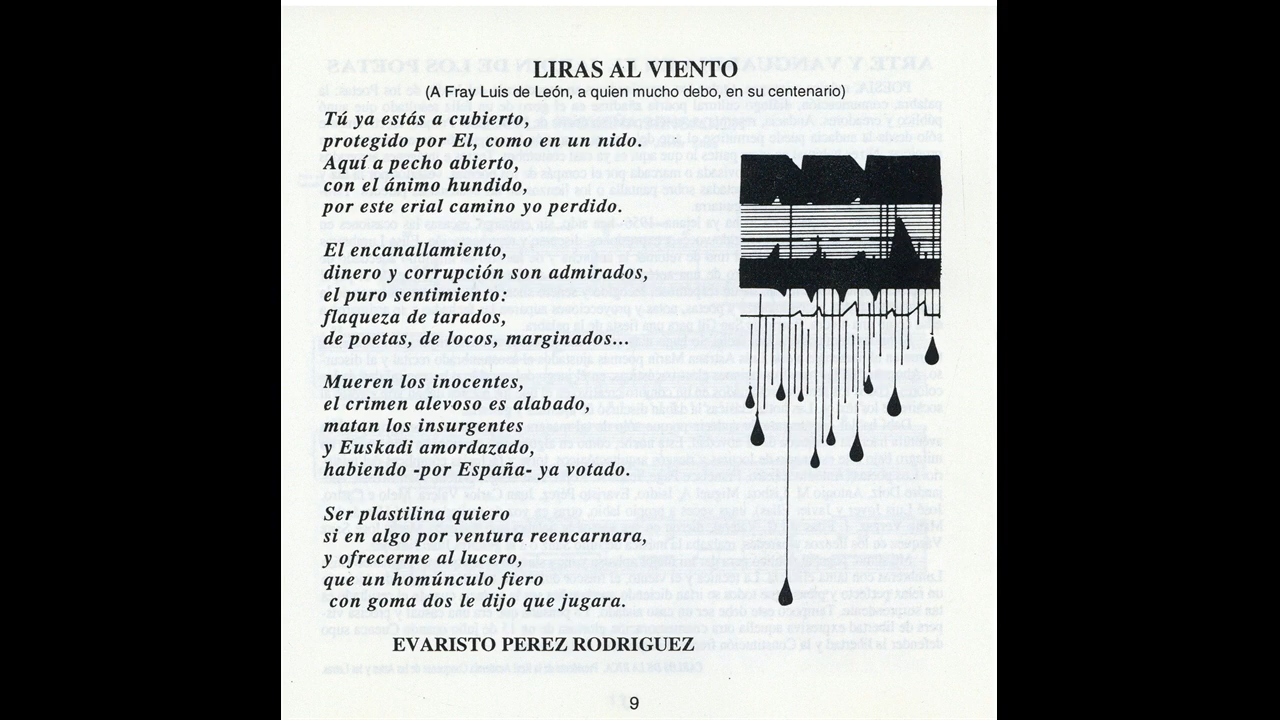 LIRAS AL VIENTO
(A Fray Luis de León, a quien mucho debo, en su centenario)
Tú ya estás a cubierto,
protegido por El, como en un nido.
Aquí a pecho abierto,
con el ánimo hundido,
por este erial camino yo perdido.
El encanallamiento,
dinero y corrupción son admirados,
el puro sentimiento:
flaqueza de tarados,
de poetas, de locos, marginados...
Mueren los inocentes,
el crimen alevoso es alabado,
matan los insurgentes
y Euskadi amordazado,
habiendo -por España- ya votado.
Ser plastilina quiero
si en algo por ventura reencarnara,
y ofrecerme al lucero,
que un homúnculo fiero
con goma dos le dijo que jugara.
EVARISTO PEREZ RODRIGUEZ
9